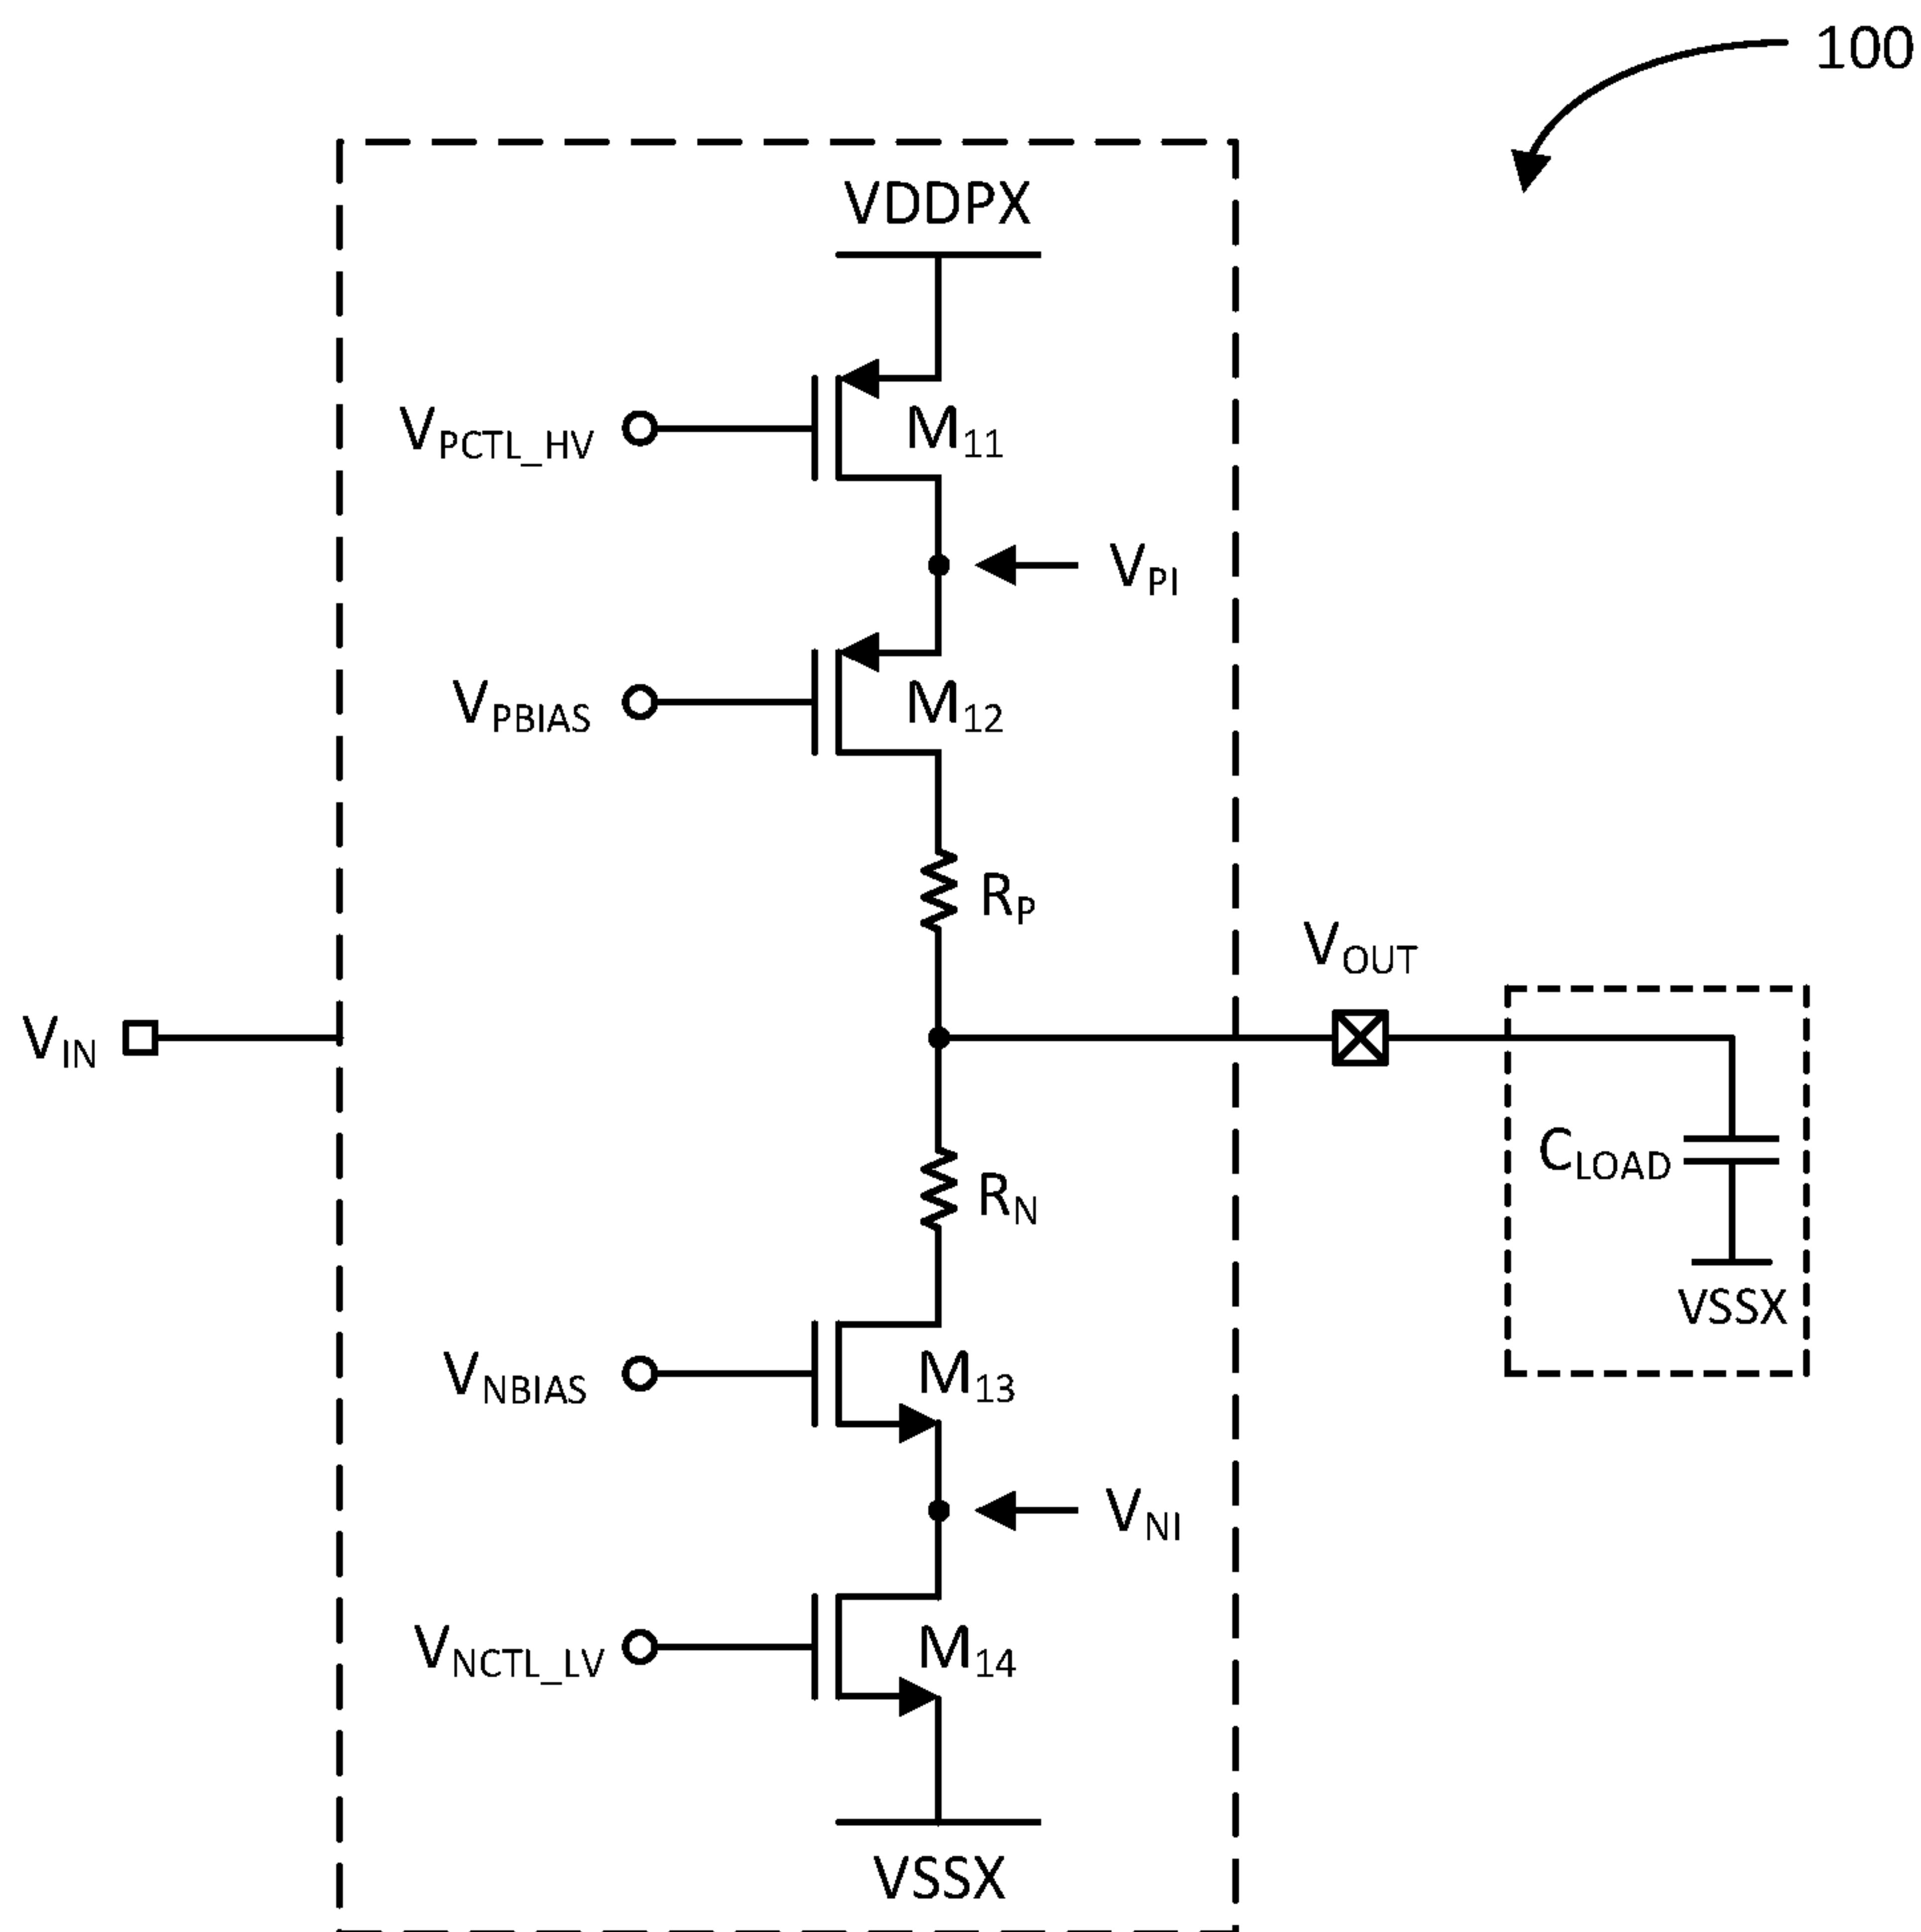 100
VDDPX
VPCTL_HV
M11
VPI
VPBIAS
M12
RP
VOUT
VIN
CLOAD
RN
VSSX
VNBIAS
M13
VNI
VNCTL_LV
M14
VSSX